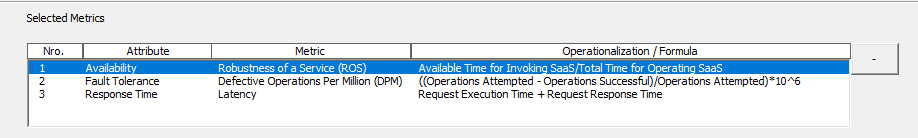 Selected Metrics
Nro. Attribute Metric Operationalization / Formula
1 Availability Robustness of a Service (ROS) Available Time for Invoking SaaS/Total Time for Operating SaaS
-
2 Fault Tolerance Defective Operations Per Million (DPM) ((Operations Attempted - Operations Successful)/Operations Attempted)*10^6
3 Response Time Latency Request Execution Time + Request Response Time